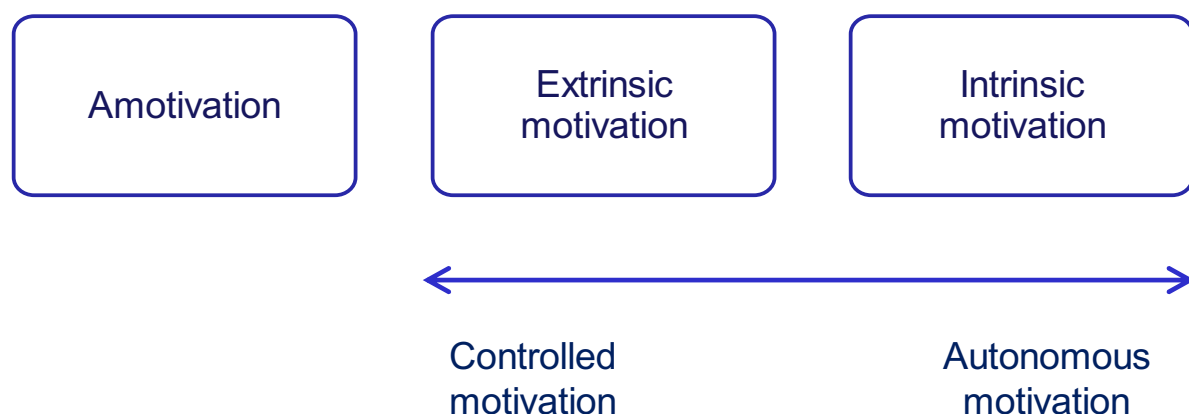 Amotivation
Extrinsic
motivation
Intrinsic
motivation
Controlled
motivation
Autonomous
motivation